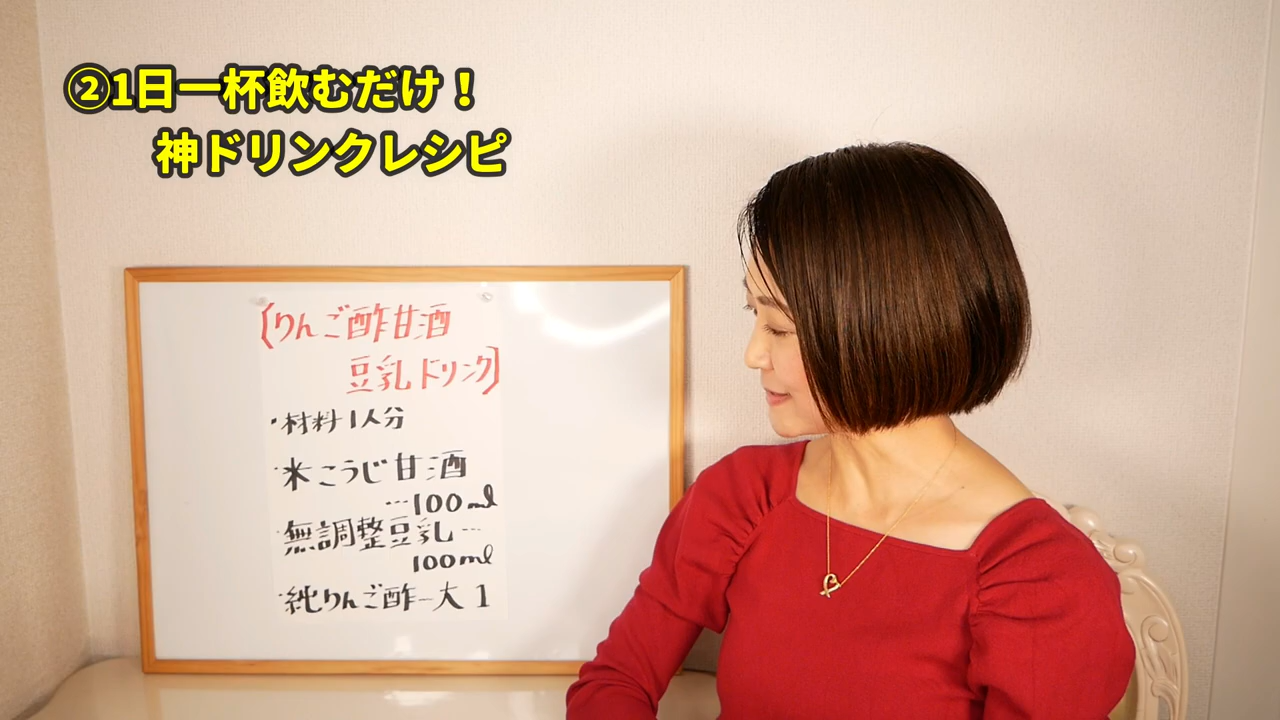 ②1日一杯飲むだけ！
神ドリンクレシピ
[りんご酢甘酒
豆乳ドリンク]
・材料1人分
・米こうじ甘酒
…100ml
・無調整豆乳…
100ml
・純りんご酢ー大1